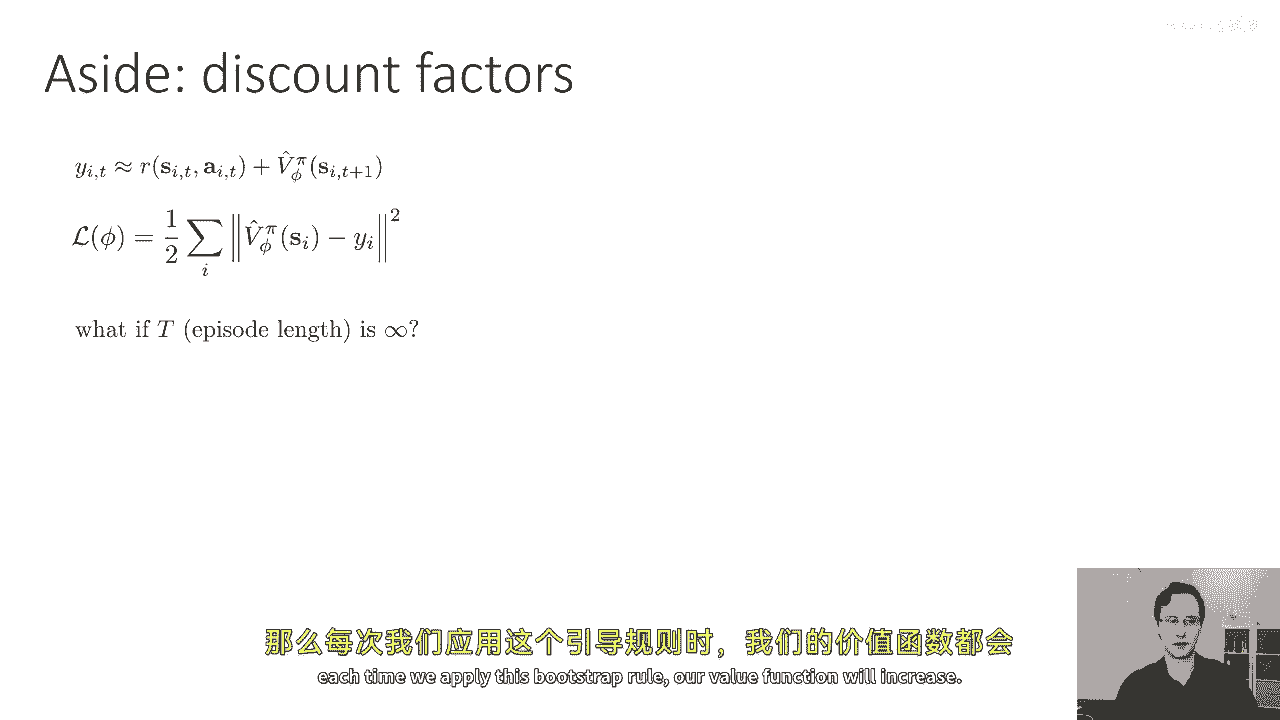 Aside: discount factors
$y_{i,t} \approx r(\mathbf{s}_{i,t}, \mathbf{a}_{i,t}) + \hat{V}_\phi^\pi(\mathbf{s}_{i,t+1})$
$\mathcal{L}(\phi) = \frac{1}{2} \sum_i \left\| \hat{V}_\phi^\pi(\mathbf{s}_i) - y_i \right\|^2$
what if $T$ (episode length) is $\infty$?
那么每次我们应用这个引导规则时，我们的价值函数都会
each time we apply this bootstrap rule, our value function will increase.